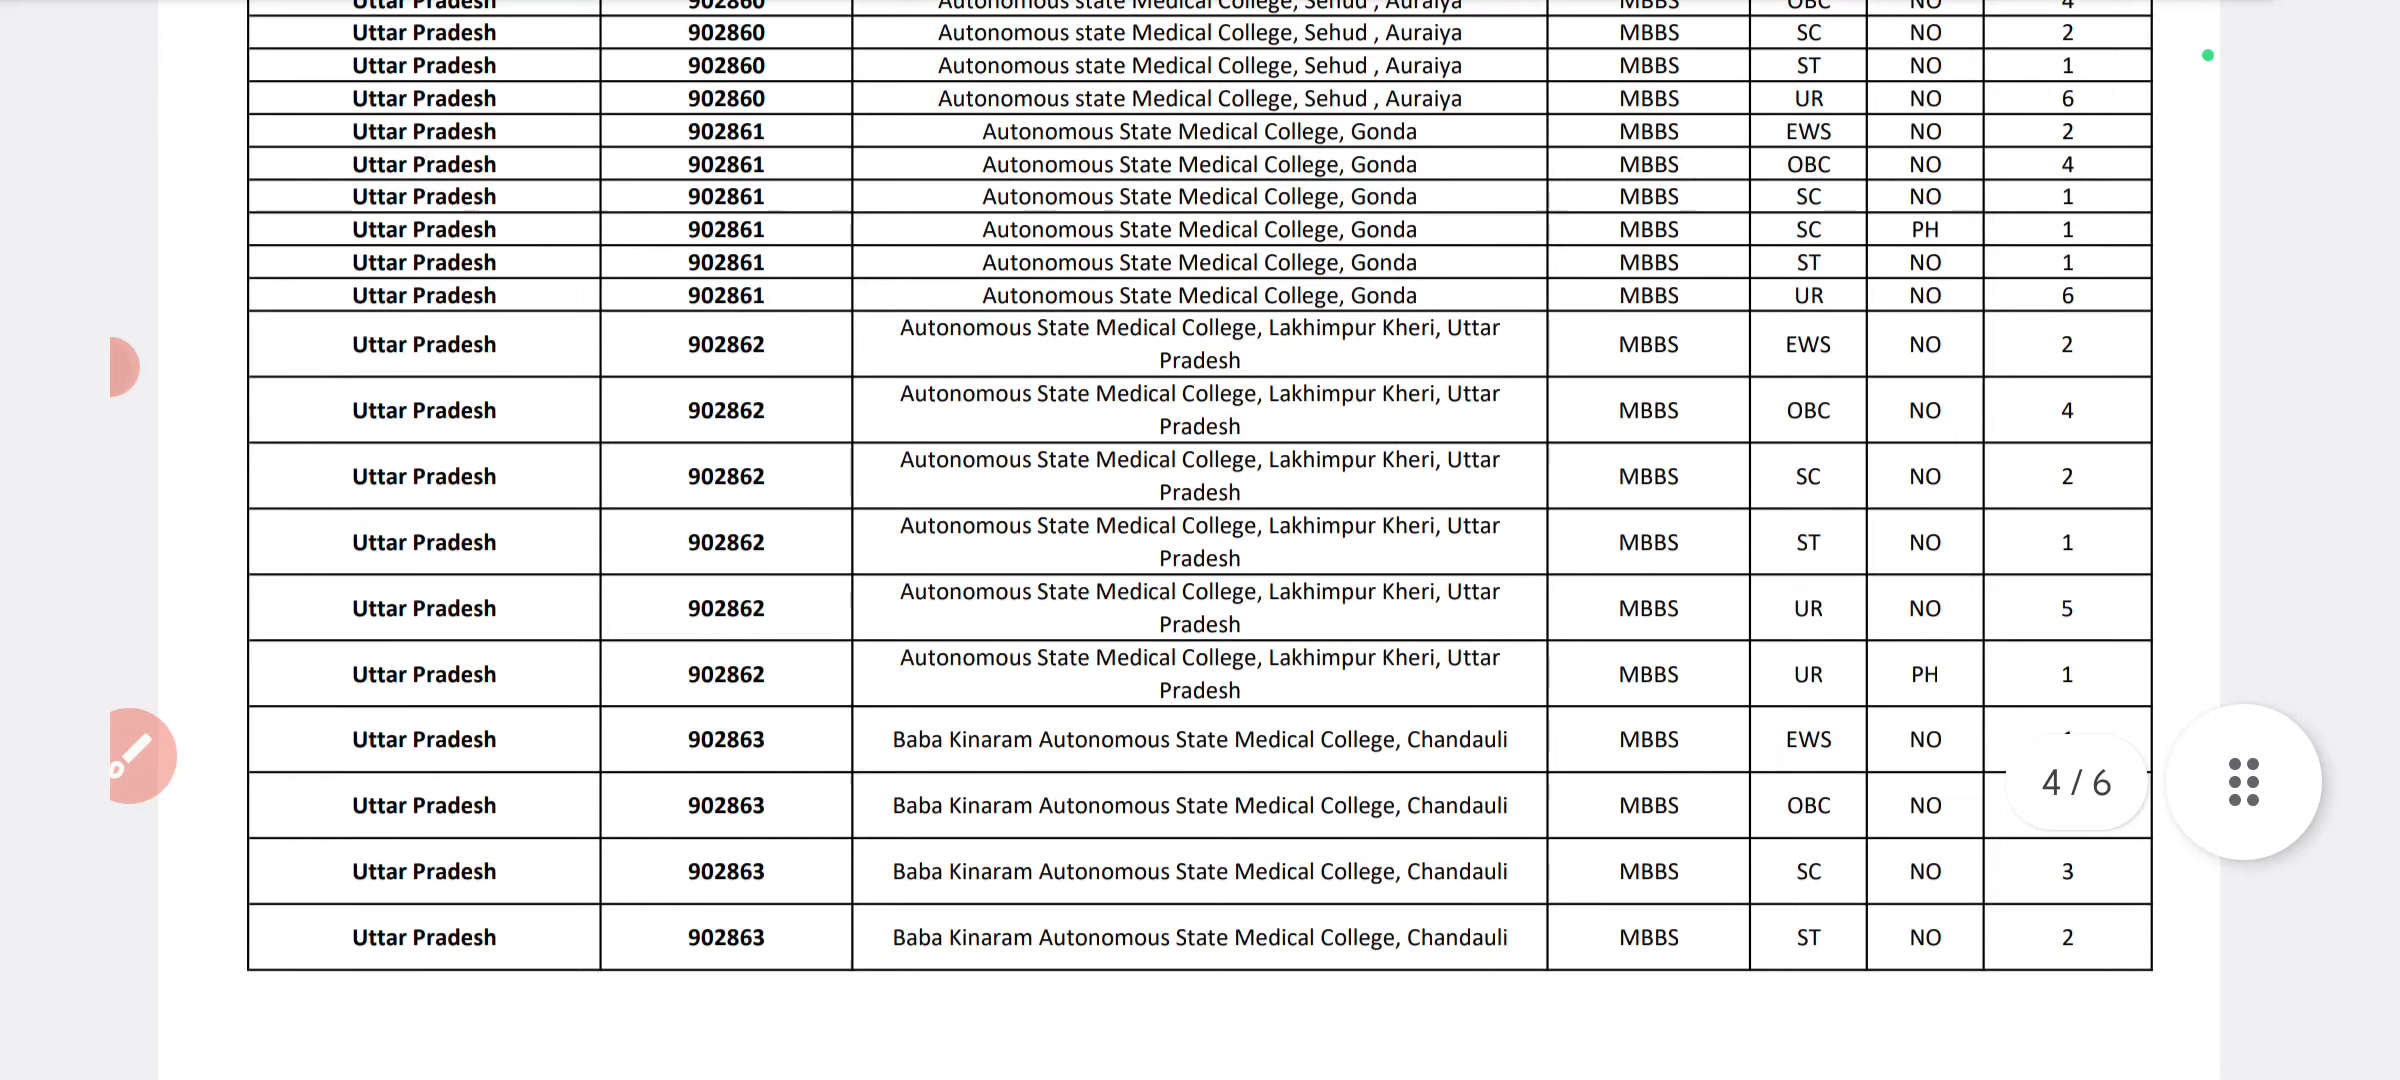 Uttar Pradesh 902860 Autonomous state Medical College, Sehud , Auraiya MBBS OBC NO 4
Uttar Pradesh 902860 Autonomous state Medical College, Sehud , Auraiya MBBS SC NO 2
Uttar Pradesh 902860 Autonomous state Medical College, Sehud , Auraiya MBBS ST NO 1
Uttar Pradesh 902860 Autonomous state Medical College, Sehud , Auraiya MBBS UR NO 6
Uttar Pradesh 902861 Autonomous State Medical College, Gonda MBBS EWS NO 2
Uttar Pradesh 902861 Autonomous State Medical College, Gonda MBBS OBC NO 4
Uttar Pradesh 902861 Autonomous State Medical College, Gonda MBBS SC NO 1
Uttar Pradesh 902861 Autonomous State Medical College, Gonda MBBS SC PH 1
Uttar Pradesh 902861 Autonomous State Medical College, Gonda MBBS ST NO 1
Uttar Pradesh 902861 Autonomous State Medical College, Gonda MBBS UR NO 6
Uttar Pradesh 902862 Autonomous State Medical College, Lakhimpur Kheri, Uttar
Pradesh MBBS EWS NO 2
Uttar Pradesh 902862 Autonomous State Medical College, Lakhimpur Kheri, Uttar
Pradesh MBBS OBC NO 4
Uttar Pradesh 902862 Autonomous State Medical College, Lakhimpur Kheri, Uttar
Pradesh MBBS SC NO 2
Uttar Pradesh 902862 Autonomous State Medical College, Lakhimpur Kheri, Uttar
Pradesh MBBS ST NO 1
Uttar Pradesh 902862 Autonomous State Medical College, Lakhimpur Kheri, Uttar
Pradesh MBBS UR NO 5
Uttar Pradesh 902862 Autonomous State Medical College, Lakhimpur Kheri, Uttar
Pradesh MBBS UR PH 1
Uttar Pradesh 902863 Baba Kinaram Autonomous State Medical College, Chandauli MBBS EWS NO
4 / 6
Uttar Pradesh 902863 Baba Kinaram Autonomous State Medical College, Chandauli MBBS OBC NO
Uttar Pradesh 902863 Baba Kinaram Autonomous State Medical College, Chandauli MBBS SC NO 3
Uttar Pradesh 902863 Baba Kinaram Autonomous State Medical College, Chandauli MBBS ST NO 2